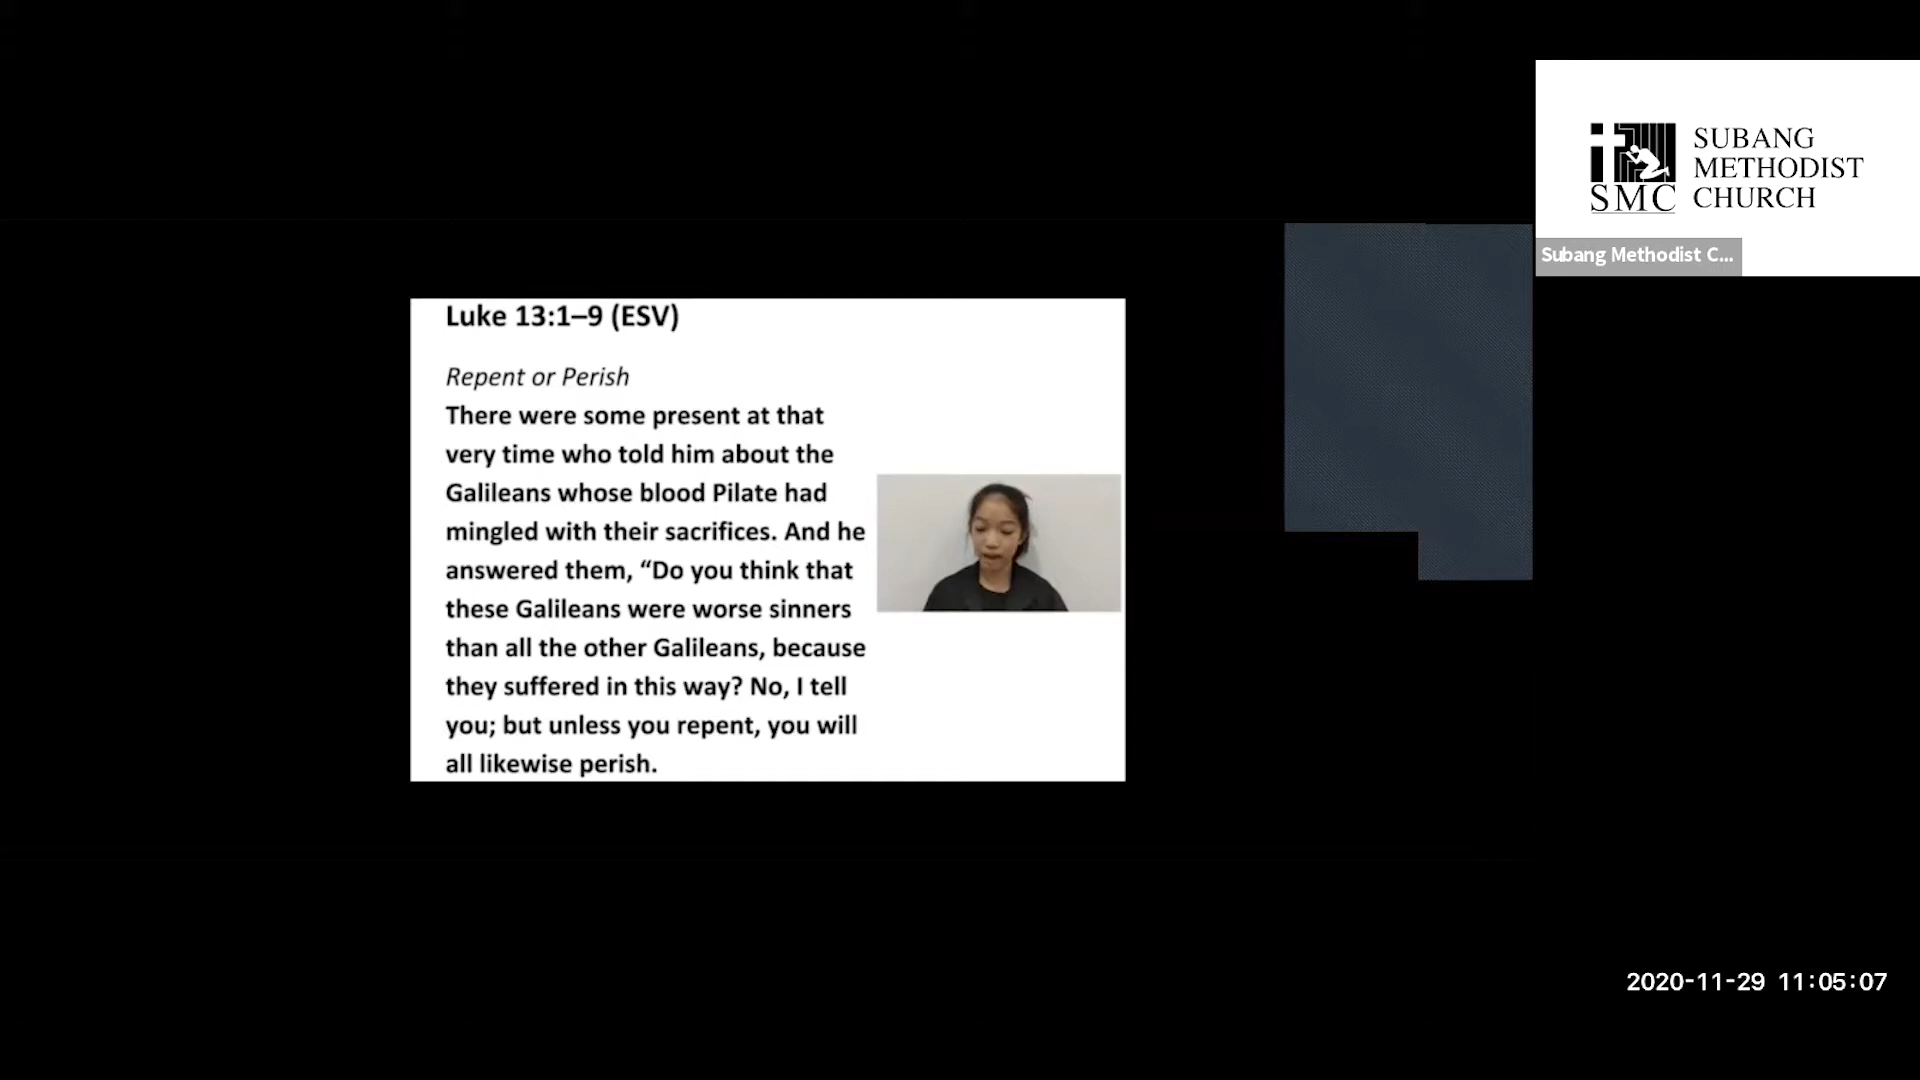 Luke 13:1–9 (ESV)
Repent or Perish
There were some present at that
very time who told him about the
Galileans whose blood Pilate had
mingled with their sacrifices. And he
answered them, “Do you think that
these Galileans were worse sinners
than all the other Galileans, because
they suffered in this way? No, I tell
you; but unless you repent, you will
all likewise perish.
SUBANG
METHODIST
CHURCH
SMC
Subang Methodist C...
2020-11-29 11:05:07